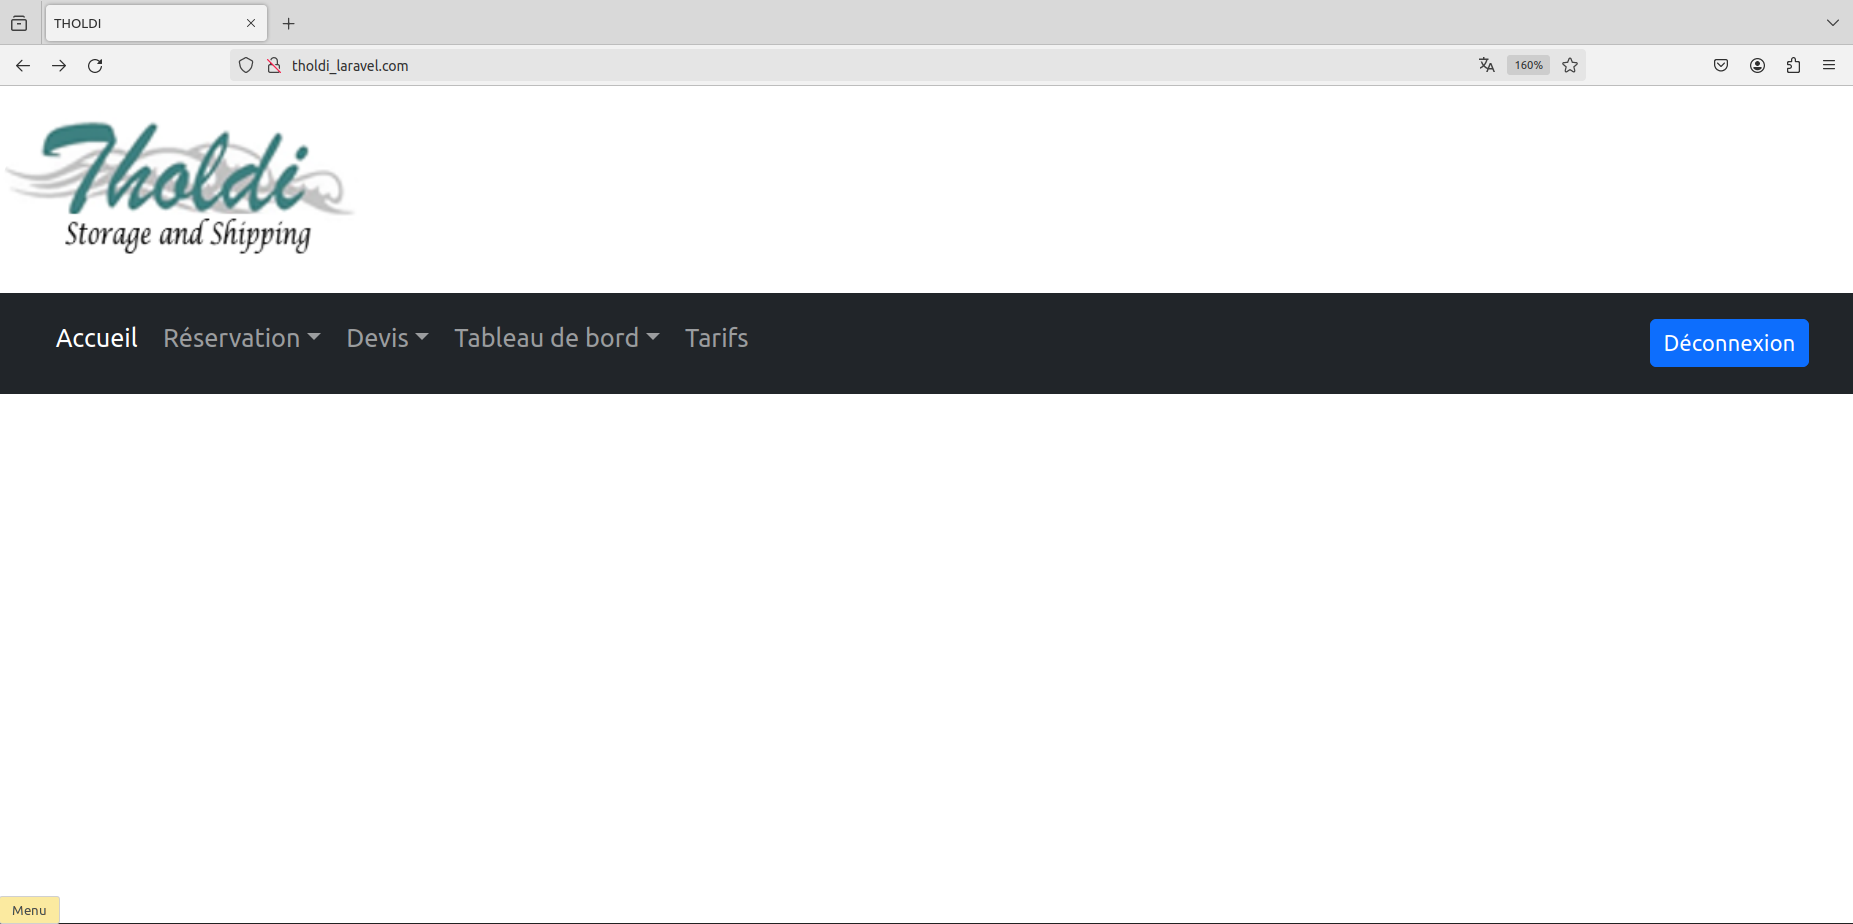 THOLDI
tholdi_laravel.com
160%
Tholdi
Storage and Shipping
Accueil Réservation Devis Tableau de bord Tarifs Déconnexion
Menu